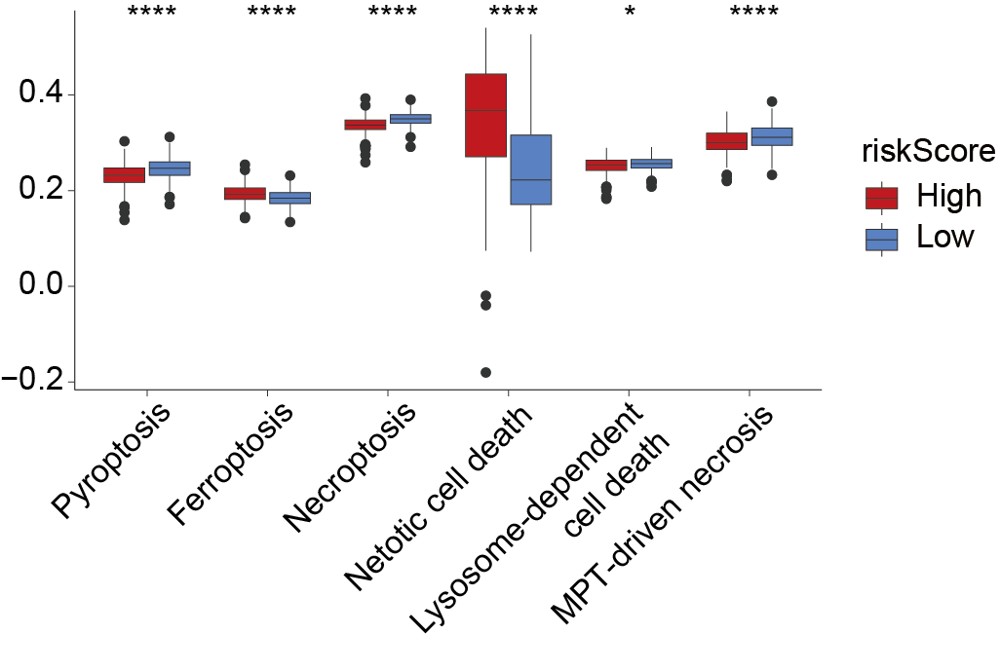 **** **** **** **** * ****
0.4
0.2
0.0
−0.2
Pyroptosis
Ferroptosis
Necroptosis
Netotic cell death
Lysosome-dependent
cell death
MPT-driven necrosis
riskScore
High
Low